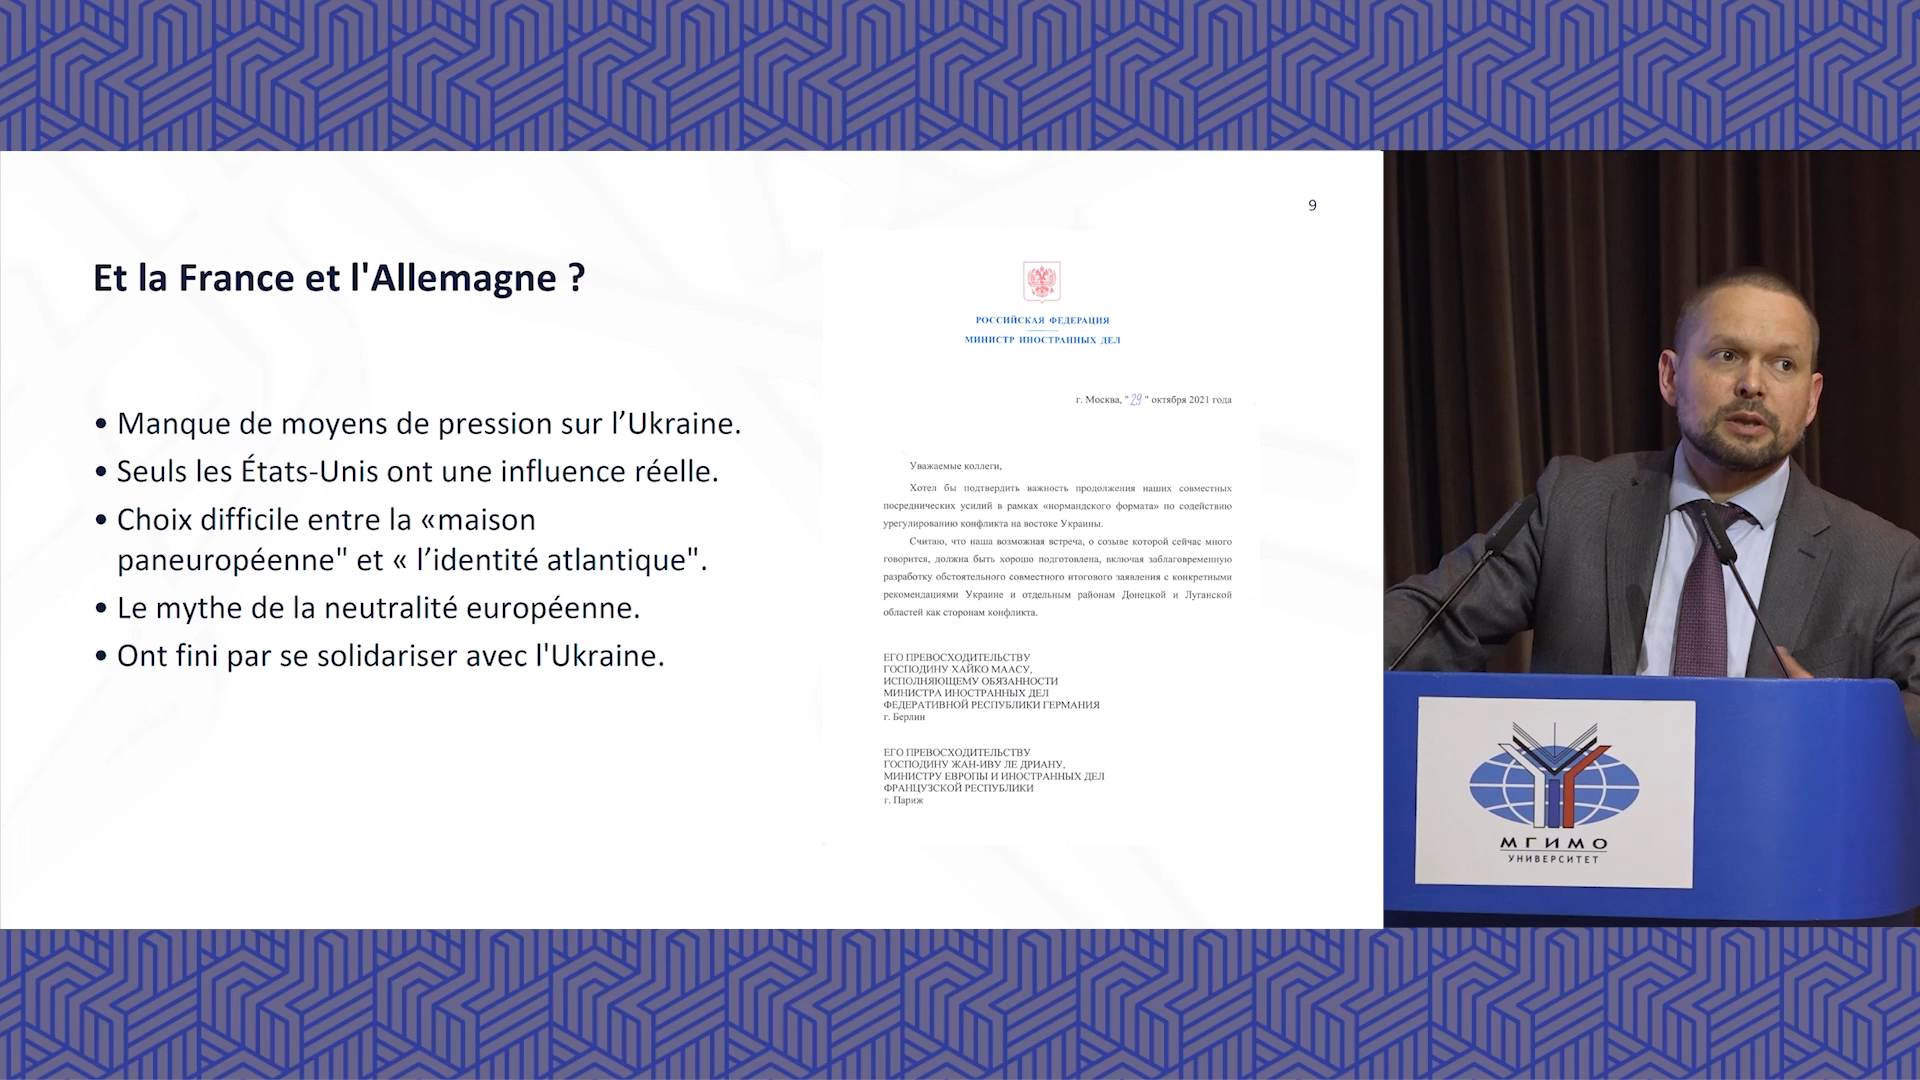 9
Et la France et l'Allemagne ?
• Manque de moyens de pression sur l’Ukraine.
• Seuls les États-Unis ont une influence réelle.
• Choix difficile entre la «maison
paneuropéenne" et « l’identité atlantique".
• Le mythe de la neutralité européenne.
• Ont fini par se solidariser avec l'Ukraine.
РОССИЙСКАЯ ФЕДЕРАЦИЯ
МИНИСТР ИНОСТРАННЫХ ДЕЛ
г. Москва, "29" октября 2021 года
Уважаемые коллеги,
Хотел бы подтвердить важность продолжения наших совместных
посреднических усилий в рамках «нормандского формата» по содействию
урегулированию конфликта на востоке Украины.
Считаю, что наша возможная встреча, о созыве которой сейчас много
говорится, должна быть хорошо подготовлена, включая заблаговременную
разработку обстоятельного совместного итогового заявления с конкретными
рекомендациями Украине и отдельным районам Донецкой и Луганской
областей как сторонам конфликта.
ЕГО ПРЕВОСХОДИТЕЛЬСТВУ
ГОСПОДИНУ ХАЙКО МААСУ,
ИСПОЛНЯЮЩЕМУ ОБЯЗАННОСТИ
МИНИСТРА ИНОСТРАННЫХ ДЕЛ
ФЕДЕРАТИВНОЙ РЕСПУБЛИКИ ГЕРМАНИЯ
г. Берлин
ЕГО ПРЕВОСХОДИТЕЛЬСТВУ
ГОСПОДИНУ ЖАН-ИВУ ЛЕ ДРИАНУ,
МИНИСТРУ ЕВРОПЫ И ИНОСТРАННЫХ ДЕЛ
ФРАНЦУЗСКОЙ РЕСПУБЛИКИ
г. Париж
МГИМО
УНИВЕРСИТЕТ